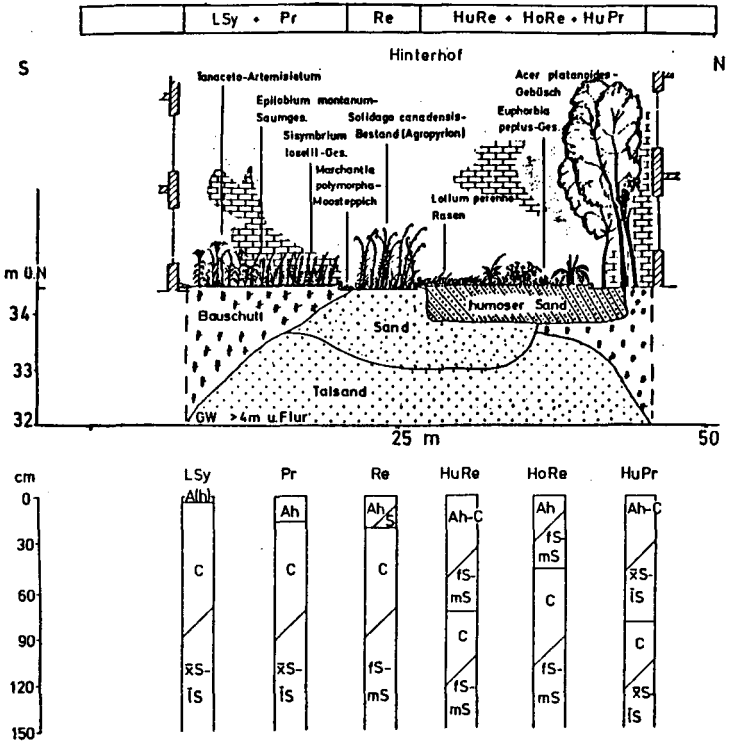 LSy + Pr
Re
HuRe + HoRe + HuPr
S
Hinterhof
N
Tanaceto-Artemisietum
Epilobium montanum-
Saumges.
Sisymbrium
loselii-Ges.
Marchantia
polymorpha-
Moosteppich
Solidago canadensis-
Bestand (Agropyrion)
Acer platanoides-
Gebüsch
Euphorbia
peplus-Ges.
Lolium perenne
Rasen
m ü.N
34
33
32
Bauschutt
Sand
humoser Sand
Talsand
GW >4m u.Flur
25 m
50
cm
0
30
60
90
120
150
LSy
A(h)
C
x̄S-
l̄S
Pr
Ah
C
x̄S-
l̄S
Re
Ah
S
C
fS-
mS
HuRe
Ah-C
fS-
mS
C
fS-
mS
HoRe
Ah
fS-
mS
C
fS-
mS
HuPr
Ah-C
x̄S-
l̄S
C
x̄S-
l̄S